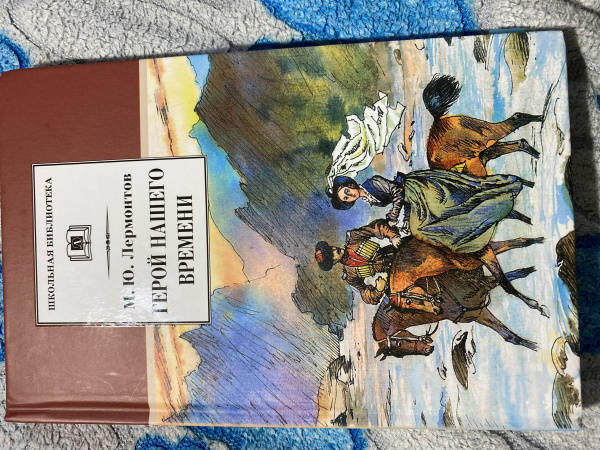 ШКОЛЬНАЯ БИБЛИОТЕКА
М. Ю. Лермонтов
ГЕРОЙ НАШЕГО
ВРЕМЕНИ